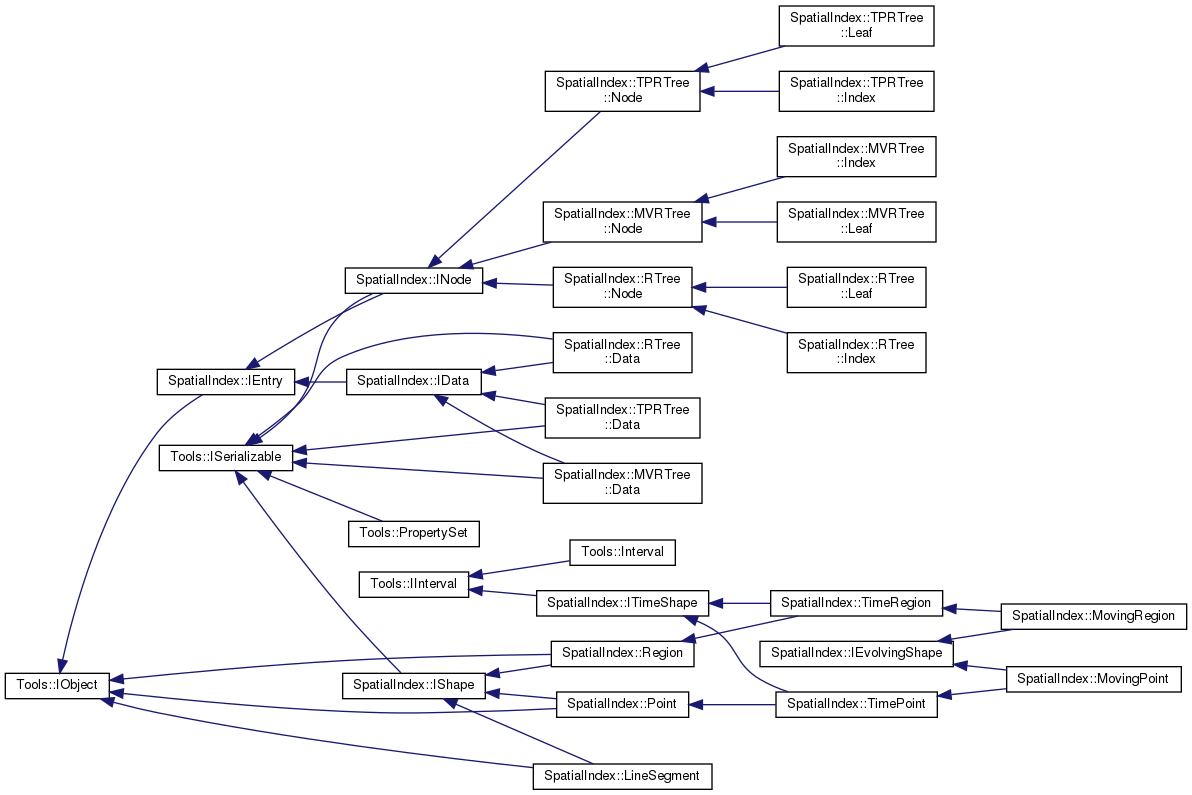 SpatialIndex::TPRTree
::Leaf
SpatialIndex::TPRTree
::Node
SpatialIndex::TPRTree
::Index
SpatialIndex::MVRTree
::Index
SpatialIndex::MVRTree
::Node
SpatialIndex::MVRTree
::Leaf
SpatialIndex::INode
SpatialIndex::RTree
::Node
SpatialIndex::RTree
::Leaf
SpatialIndex::RTree
::Index
SpatialIndex::RTree
::Data
SpatialIndex::IEntry
SpatialIndex::IData
SpatialIndex::TPRTree
::Data
Tools::ISerializable
SpatialIndex::MVRTree
::Data
Tools::PropertySet
Tools::Interval
Tools::IInterval
SpatialIndex::ITimeShape
SpatialIndex::TimeRegion
SpatialIndex::MovingRegion
SpatialIndex::Region
SpatialIndex::IEvolvingShape
Tools::IObject
SpatialIndex::IShape
SpatialIndex::MovingPoint
SpatialIndex::Point
SpatialIndex::TimePoint
SpatialIndex::LineSegment